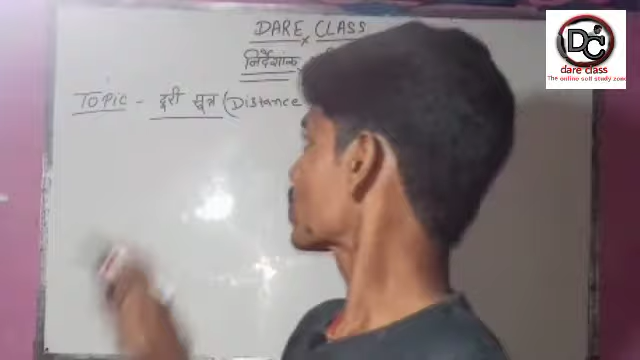 DARE CLASS
निर्देशांक
TOPIC - दूरी सूत्र (Distance
DC
dare class
The online self study zone